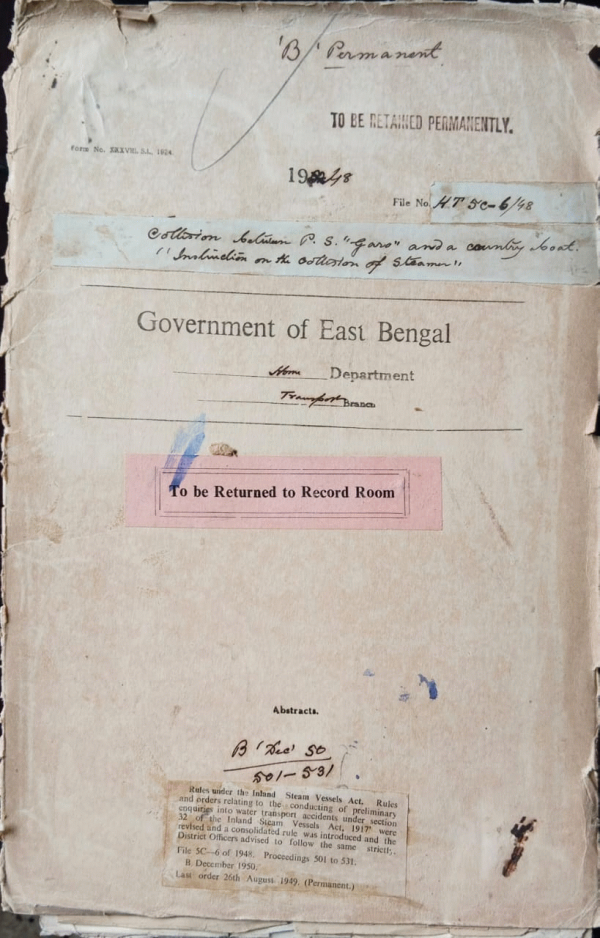 'B' Permanent
TO BE RETAINED PERMANENTLY.
Form No. XXXVIII. B.L., 1924.
1948
File No. HT 5C-6/48
Collision between P. S. "Garo" and a country boat.
"Instruction on the collision of Steamer"
Government of East Bengal
Home Department
Transport Branch
To be Returned to Record Room
Abstracts.
B 'Dec' 50
501-531
Rules under the Inland Steam Vessels Act. Rules
and orders relating to the conducting of preliminary
enquiries into water transport accidents under section
32 of the Inland Steam Vessels Act, 1917 were
revised and a consolidated rule was introduced and the
District Officers advised to follow the same strictly.
File 5C—6 of 1948. Proceedings 501 to 531.
B December 1950.
Last order 26th August 1949. (Permanent.)